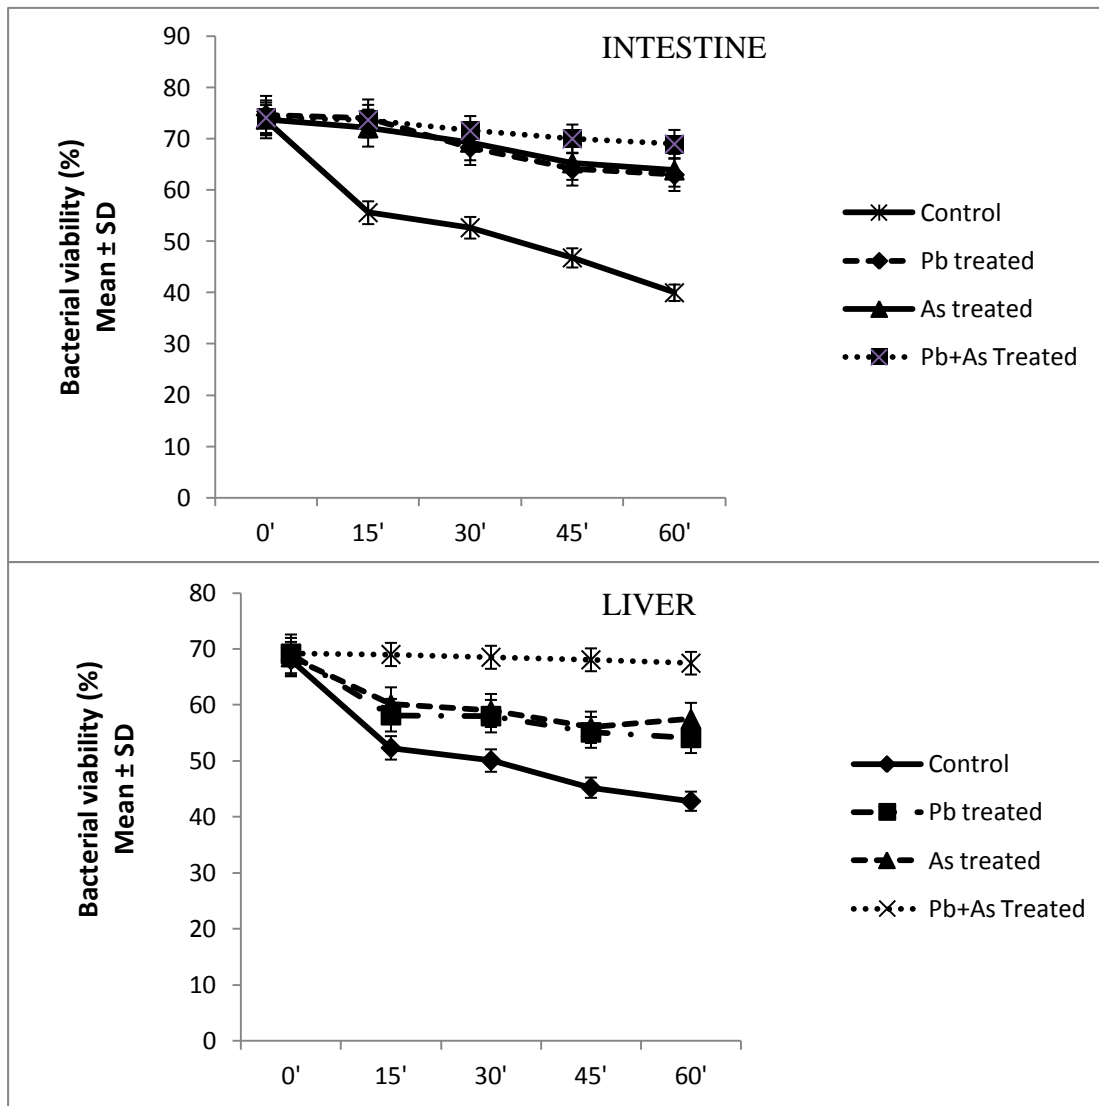 INTESTINE
Bacterial viability (%)
Mean ± SD
90
80
70
60
50
40
30
20
10
0
0'
15'
30'
45'
60'
Control
Pb treated
As treated
Pb+As Treated
LIVER
Bacterial viability (%)
Mean ± SD
80
70
60
50
40
30
20
10
0
0'
15'
30'
45'
60'
Control
Pb treated
As treated
Pb+As Treated